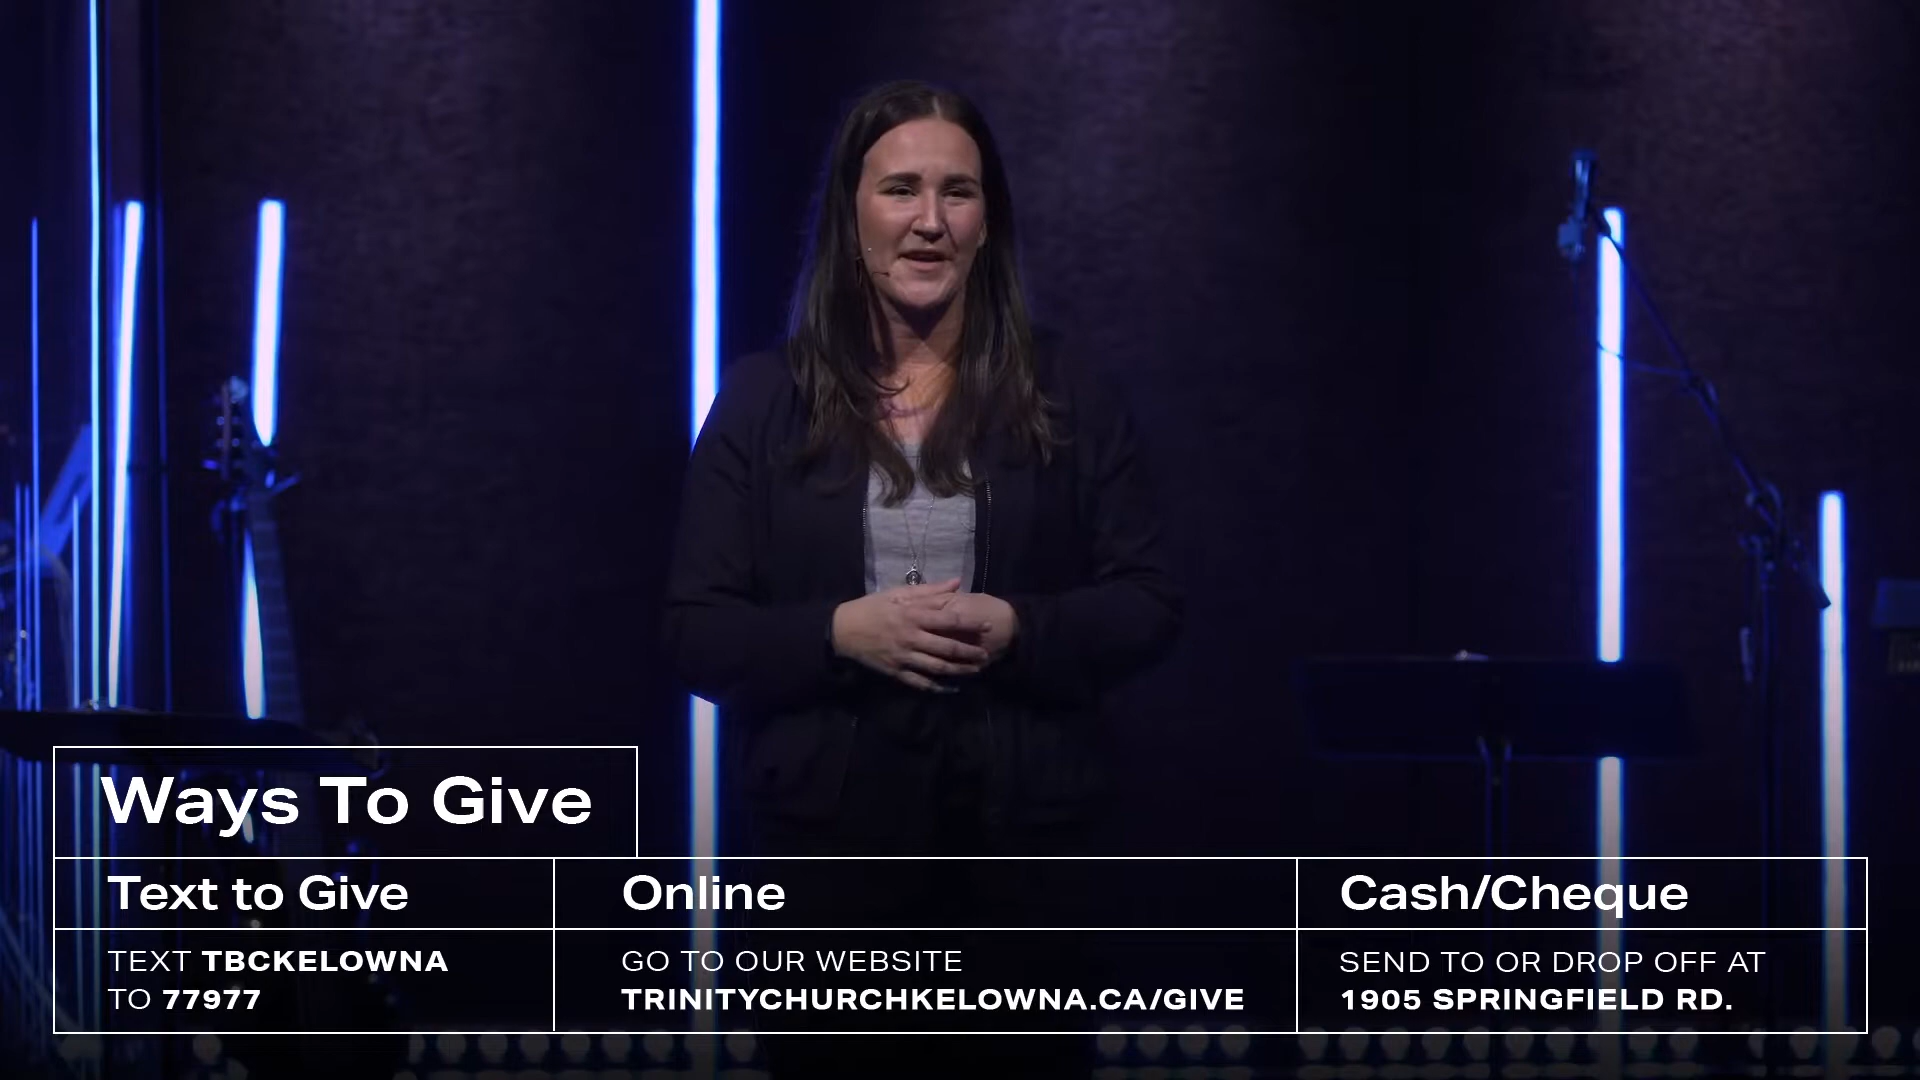 Ways To Give
Text to Give
TEXT TBCKELOWNA
TO 77977
Online
GO TO OUR WEBSITE
TRINITYCHURCHKELOWNA.CA/GIVE
Cash/Cheque
SEND TO OR DROP OFF AT
1905 SPRINGFIELD RD.